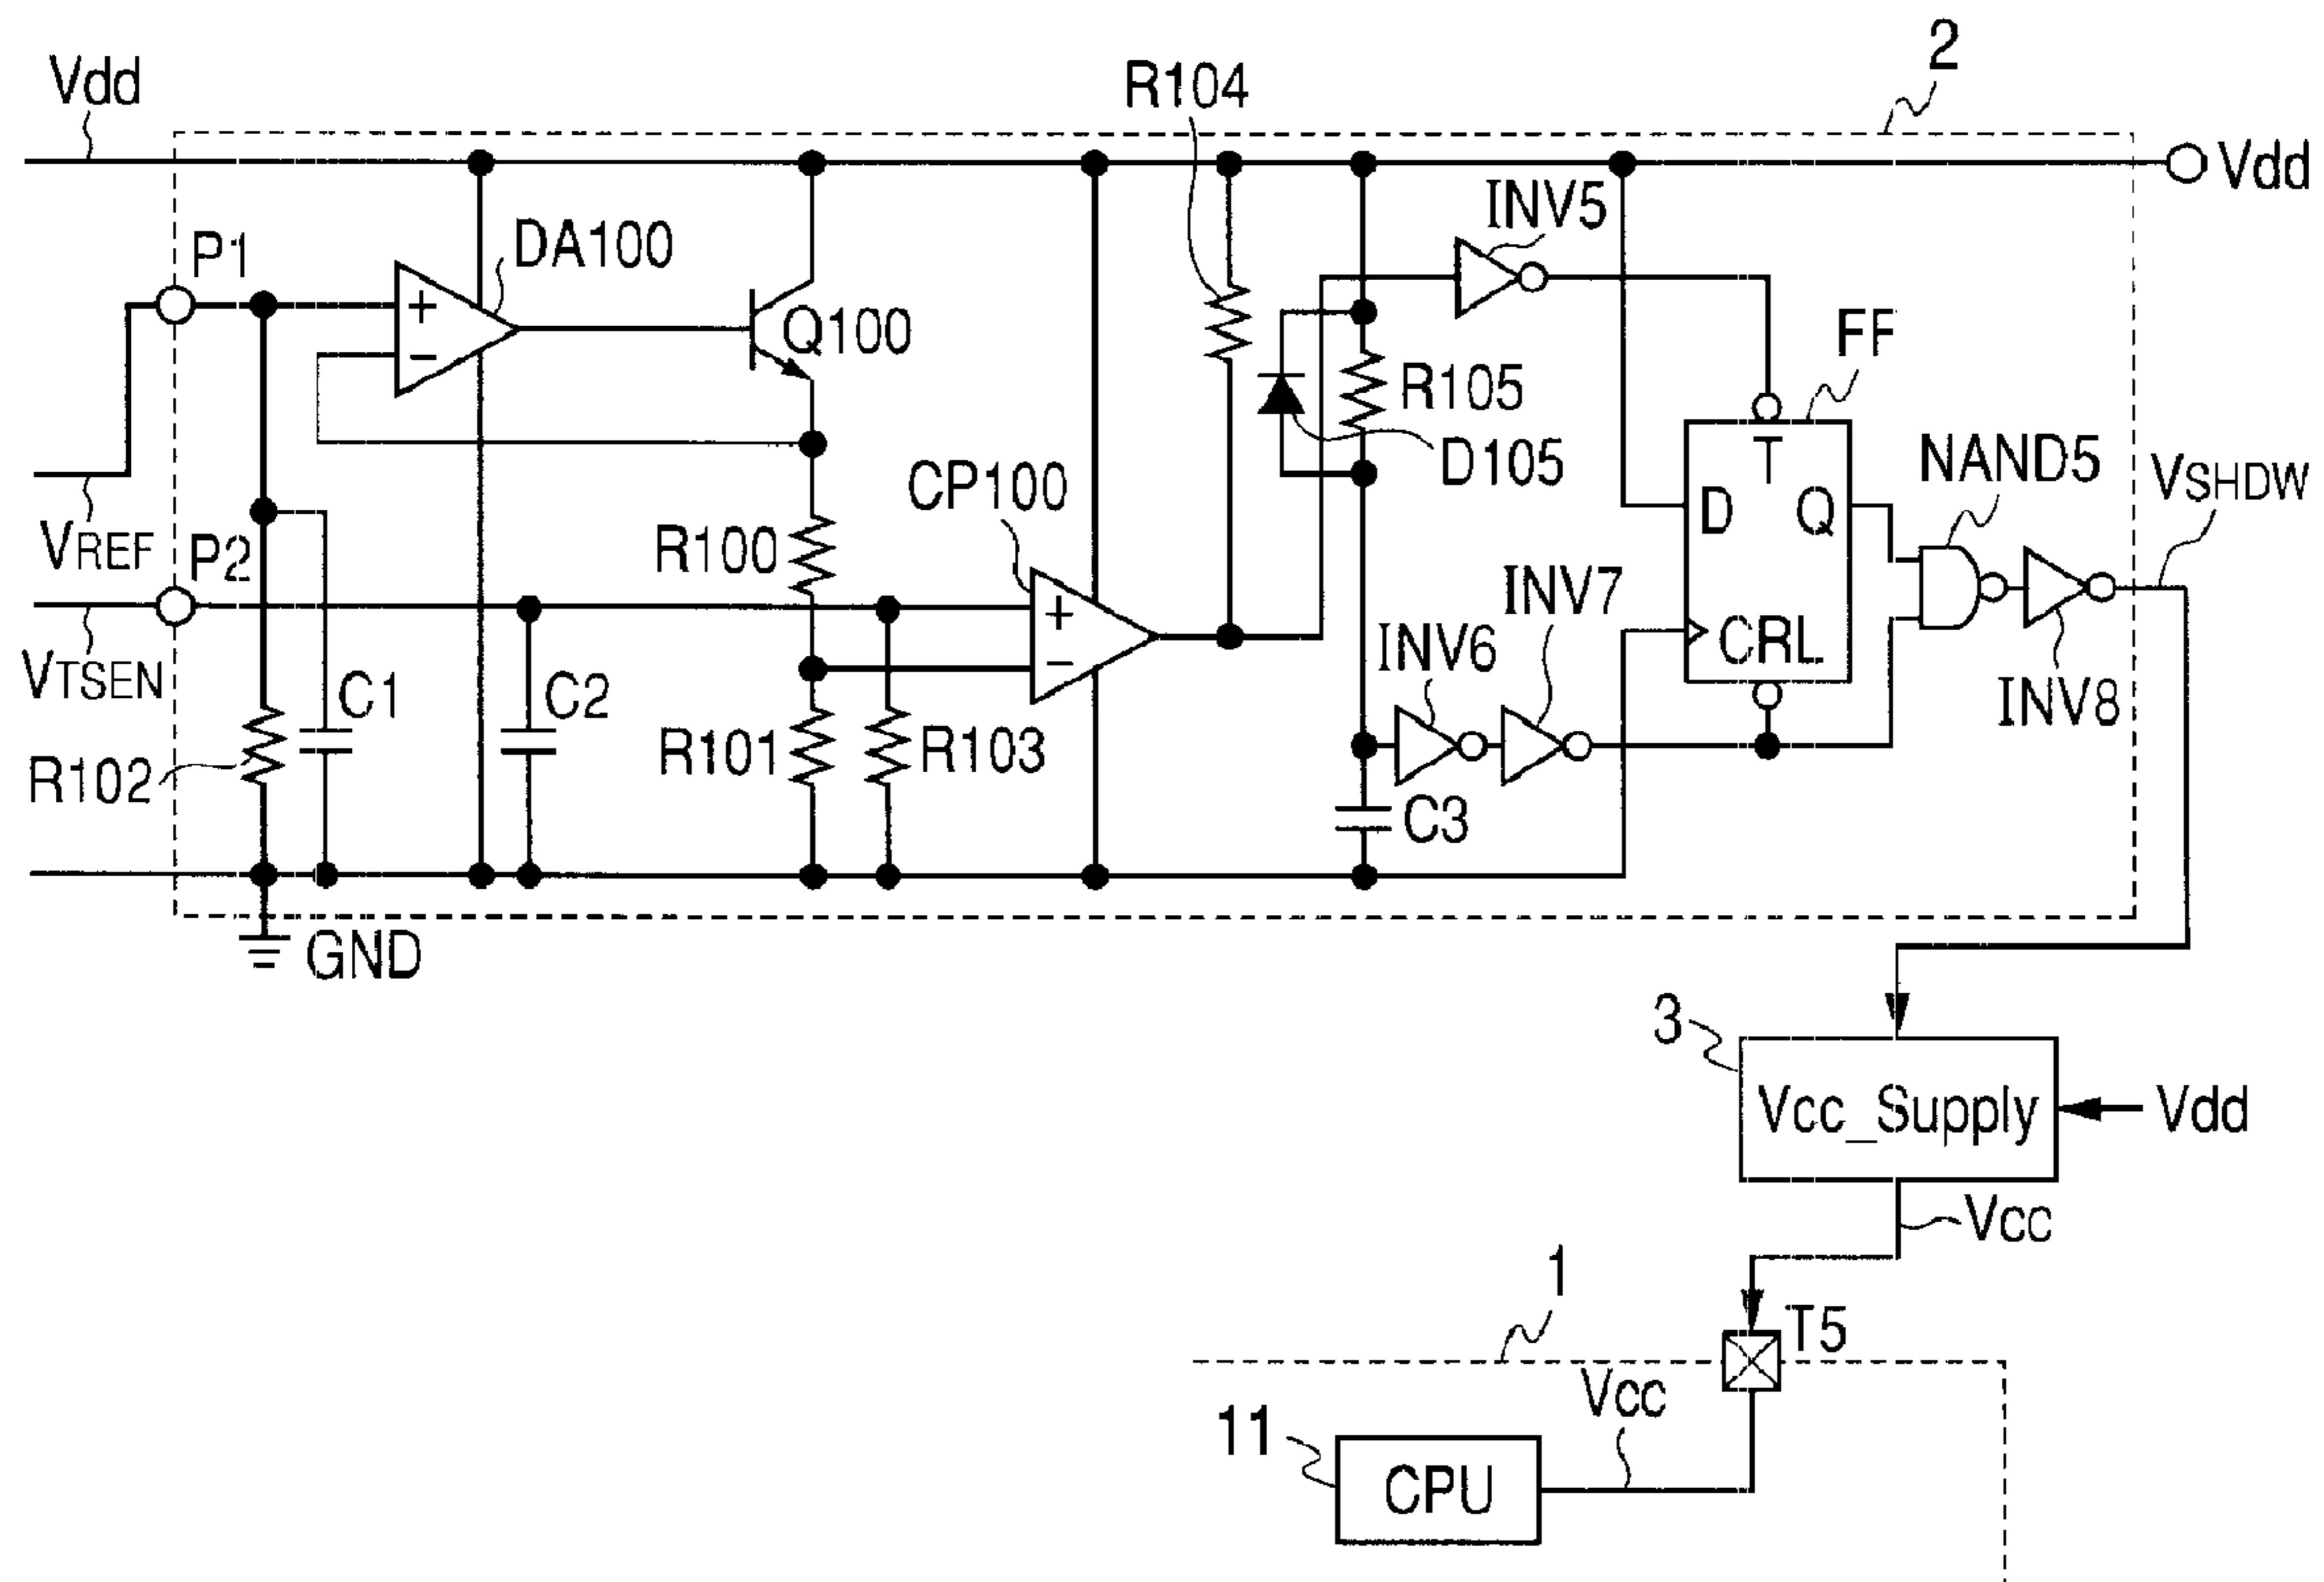 2
Vdd
R104
Vdd
INV5
P1
DA100
Q100
FF
+
−
R105
D105
T
NAND5
VSHDW
CP100
D
Q
VREF
P2
R100
INV7
+
−
INV6
CRL
VTSEN
C1
C2
INV8
R101
R103
R102
C3
GND
3
Vcc_Supply
Vdd
Vcc
1
T5
Vcc
11
CPU